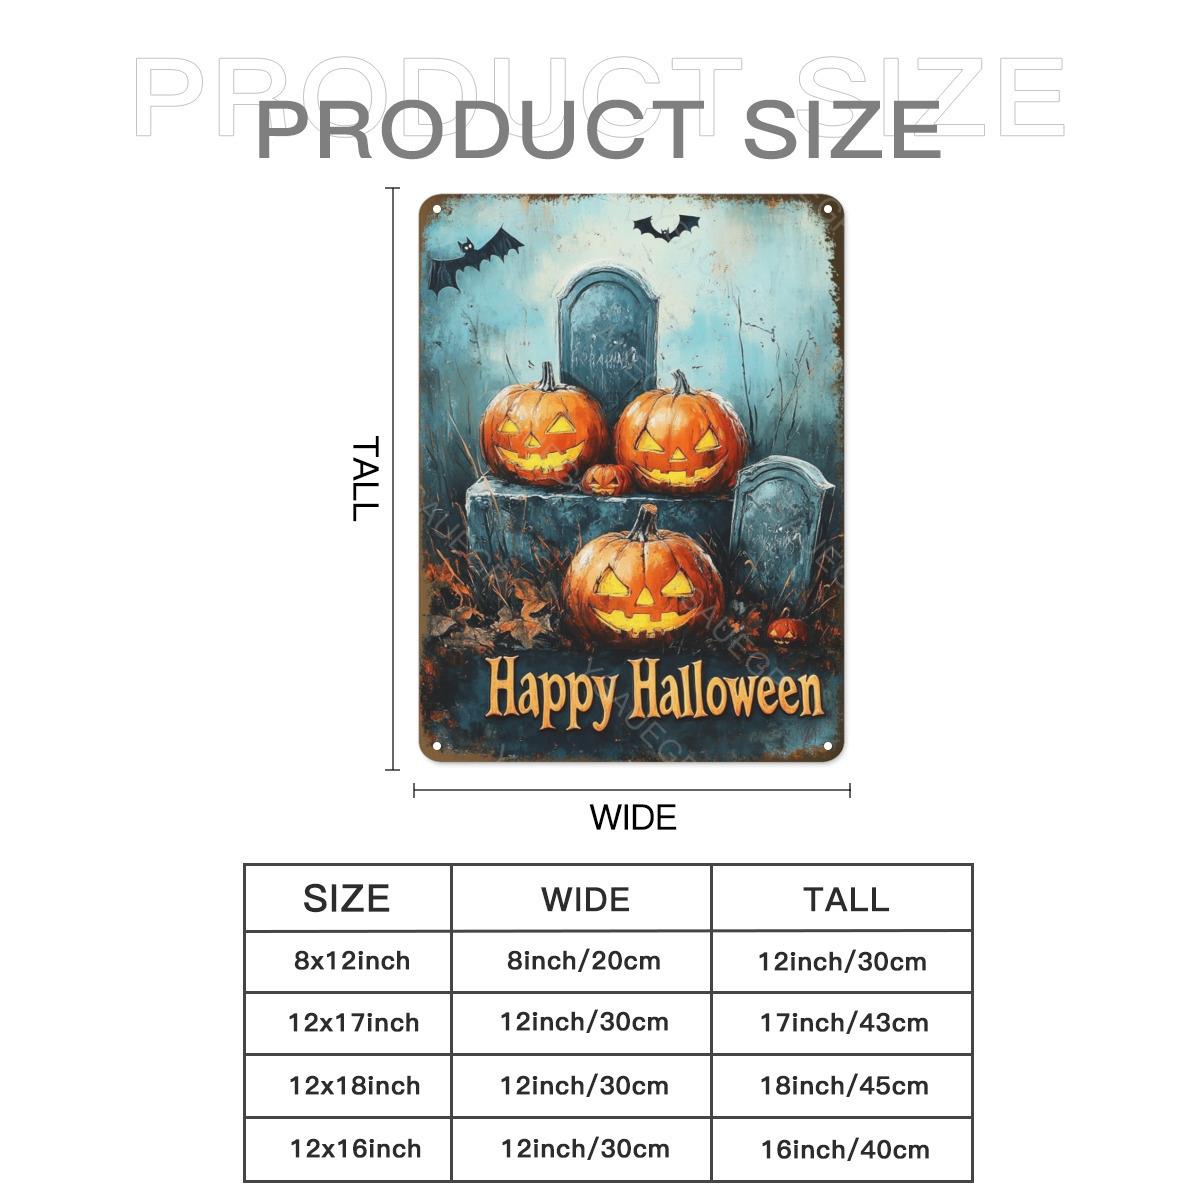 PRODUCT SIZE
PRODUCT SIZE
TALL
Happy Halloween
WIDE
SIZE WIDE TALL
8x12inch 8inch/20cm 12inch/30cm
12x17inch 12inch/30cm 17inch/43cm
12x18inch 12inch/30cm 18inch/45cm
12x16inch 12inch/30cm 16inch/40cm